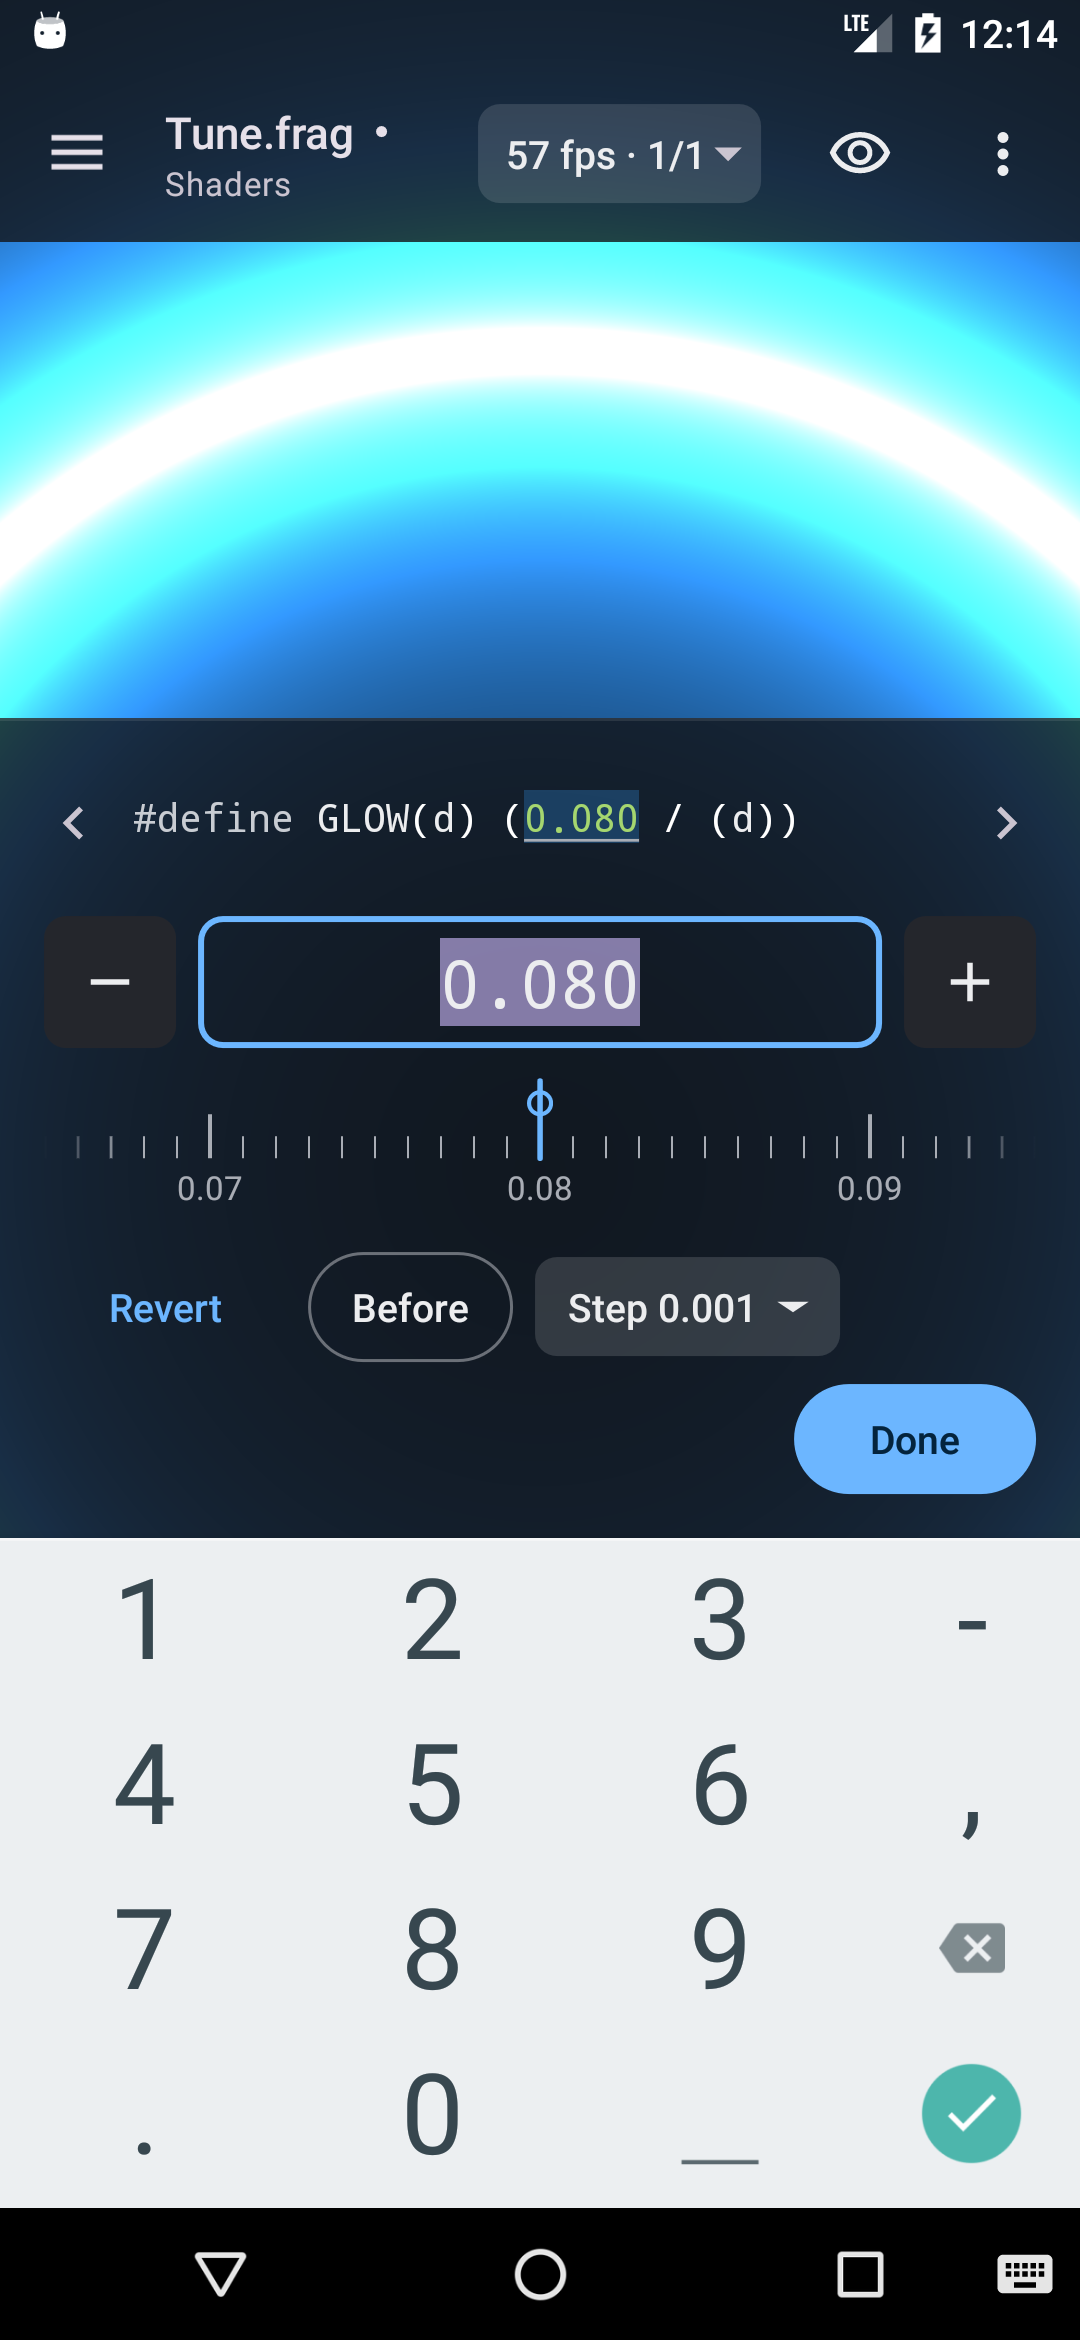 LTE 12:14
Tune.frag •
57 fps · 1/1
Shaders
#define GLOW(d) (0.080 / (d))
− 0.080 +
0.07 0.08 0.09
Revert Before Step 0.001
Done
1 2 3 -
4 5 6 ,
7 8 9
. 0 _